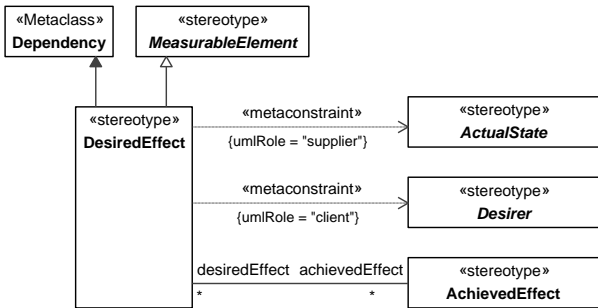 «Metaclass»
Dependency
«stereotype»
MeasurableElement
«stereotype»
DesiredEffect
«metaconstraint»
{umlRole = "supplier"}
«stereotype»
ActualState
«metaconstraint»
{umlRole = "client"}
«stereotype»
Desirer
desiredEffect achievedEffect
* *
«stereotype»
AchievedEffect